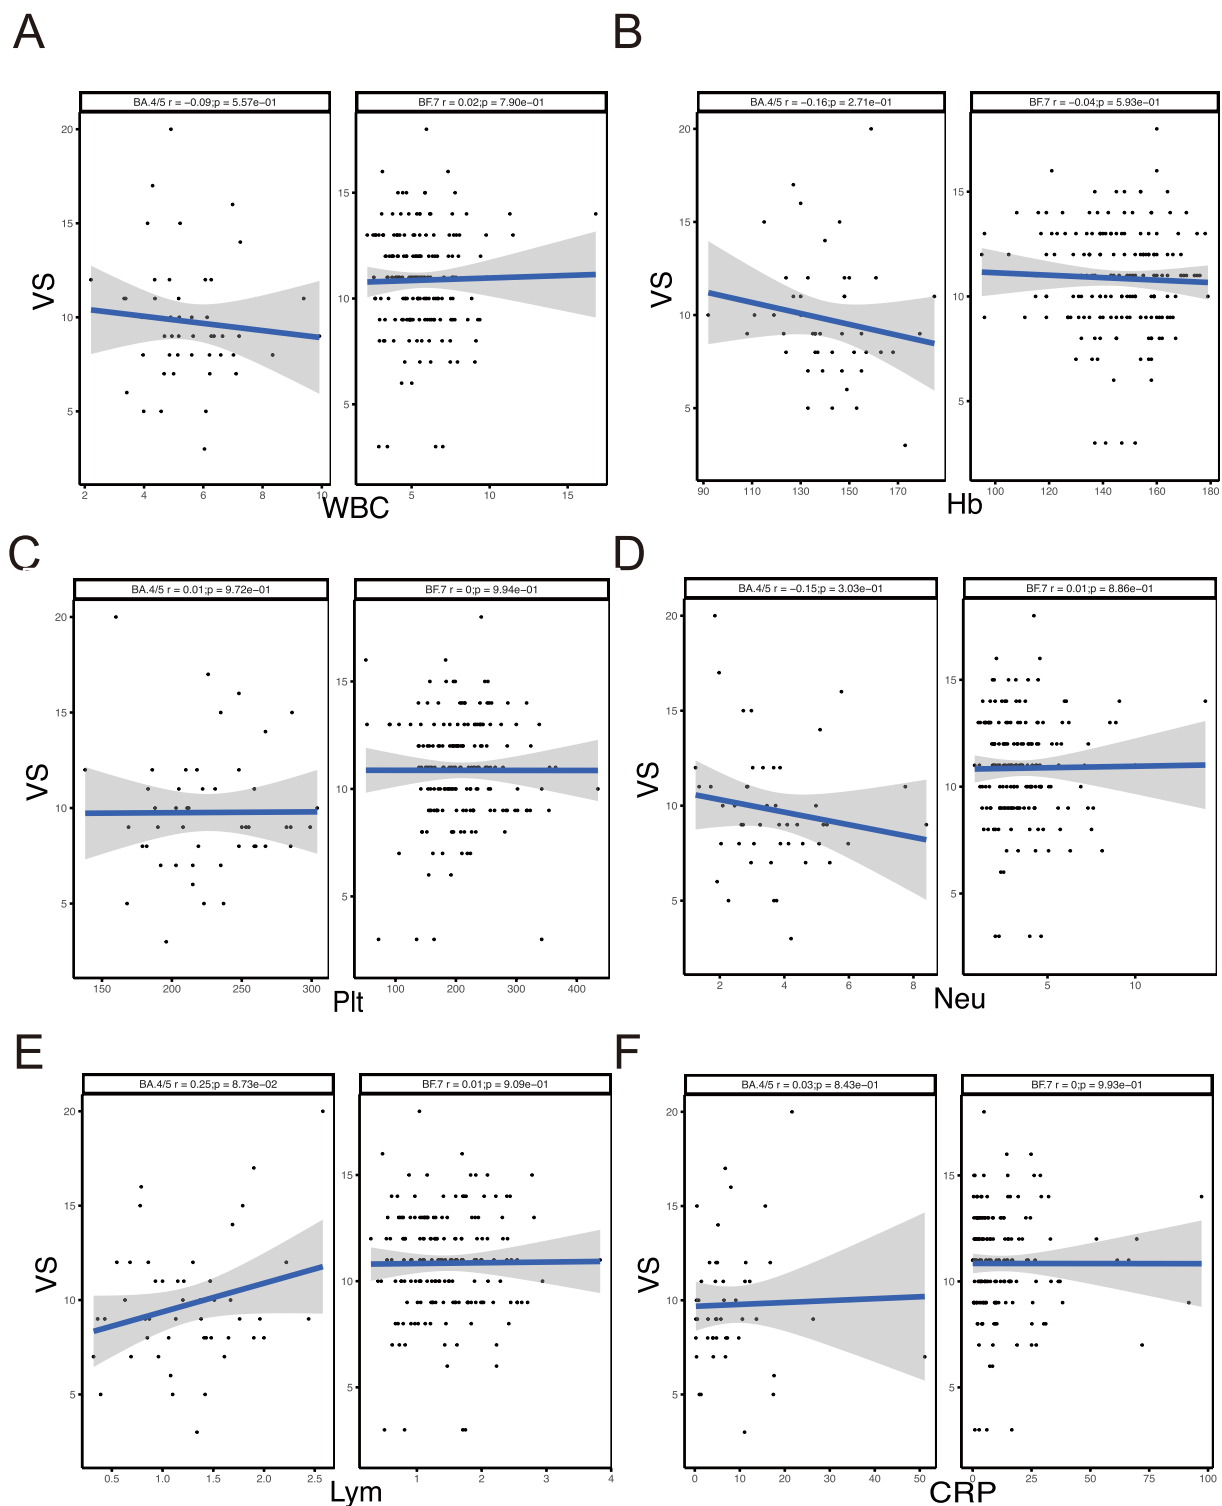 A
B
BA.4/5 r = −0.09;p = 5.57e−01
BF.7 r = 0.02;p = 7.90e−01
BA.4/5 r = −0.16;p = 2.71e−01
BF.7 r = −0.04;p = 5.93e−01
VS
20
15
10
5
15
10
5
2 4 6 8 10
5 10 15
WBC
VS
20
15
10
5
15
10
5
90 110 130 150 170
100 120 140 160 180
Hb
C
D
BA.4/5 r = 0.01;p = 9.72e−01
BF.7 r = 0;p = 9.94e−01
BA.4/5 r = −0.15;p = 3.03e−01
BF.7 r = 0.01;p = 8.86e−01
VS
20
15
10
5
15
10
5
150 200 250 300
100 200 300 400
Plt
VS
20
15
10
5
15
10
5
2 4 6 8
5 10
Neu
E
F
BA.4/5 r = 0.25;p = 8.73e−02
BF.7 r = 0.01;p = 9.09e−01
BA.4/5 r = 0.03;p = 8.43e−01
BF.7 r = 0;p = 9.93e−01
VS
20
15
10
5
15
10
5
0.5 1.0 1.5 2.0 2.5
1 2 3 4
Lym
VS
20
15
10
5
15
10
5
0 10 20 30 40 50
0 25 50 75 100
CRP